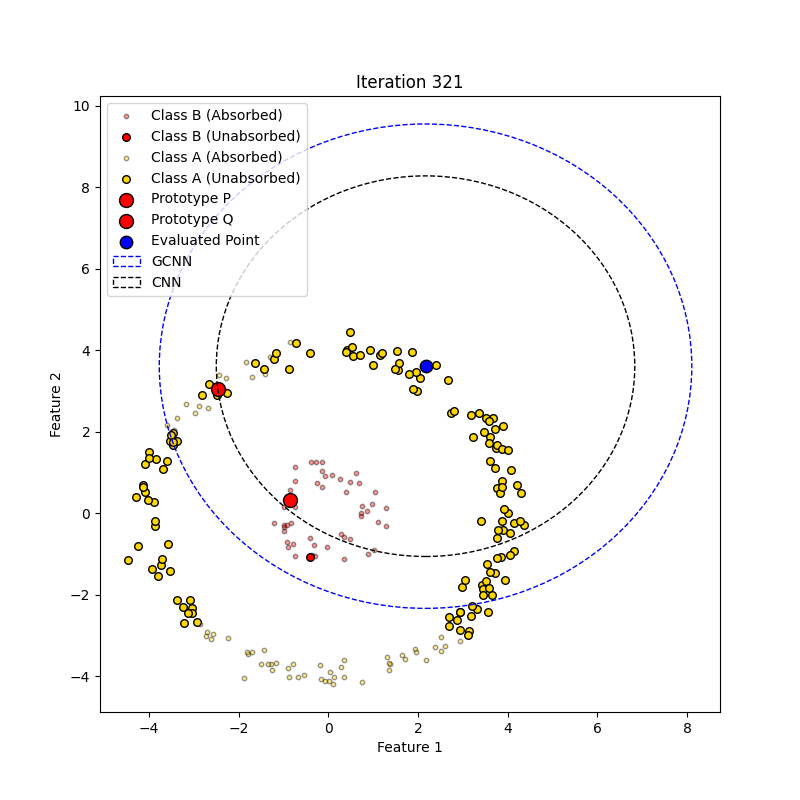 Iteration 321
Class B (Absorbed)
Class B (Unabsorbed)
Class A (Absorbed)
Class A (Unabsorbed)
Prototype P
Prototype Q
Evaluated Point
GCNN
CNN
10
8
6
4
2
0
−2
−4
Feature 2
−4 −2 0 2 4 6 8
Feature 1